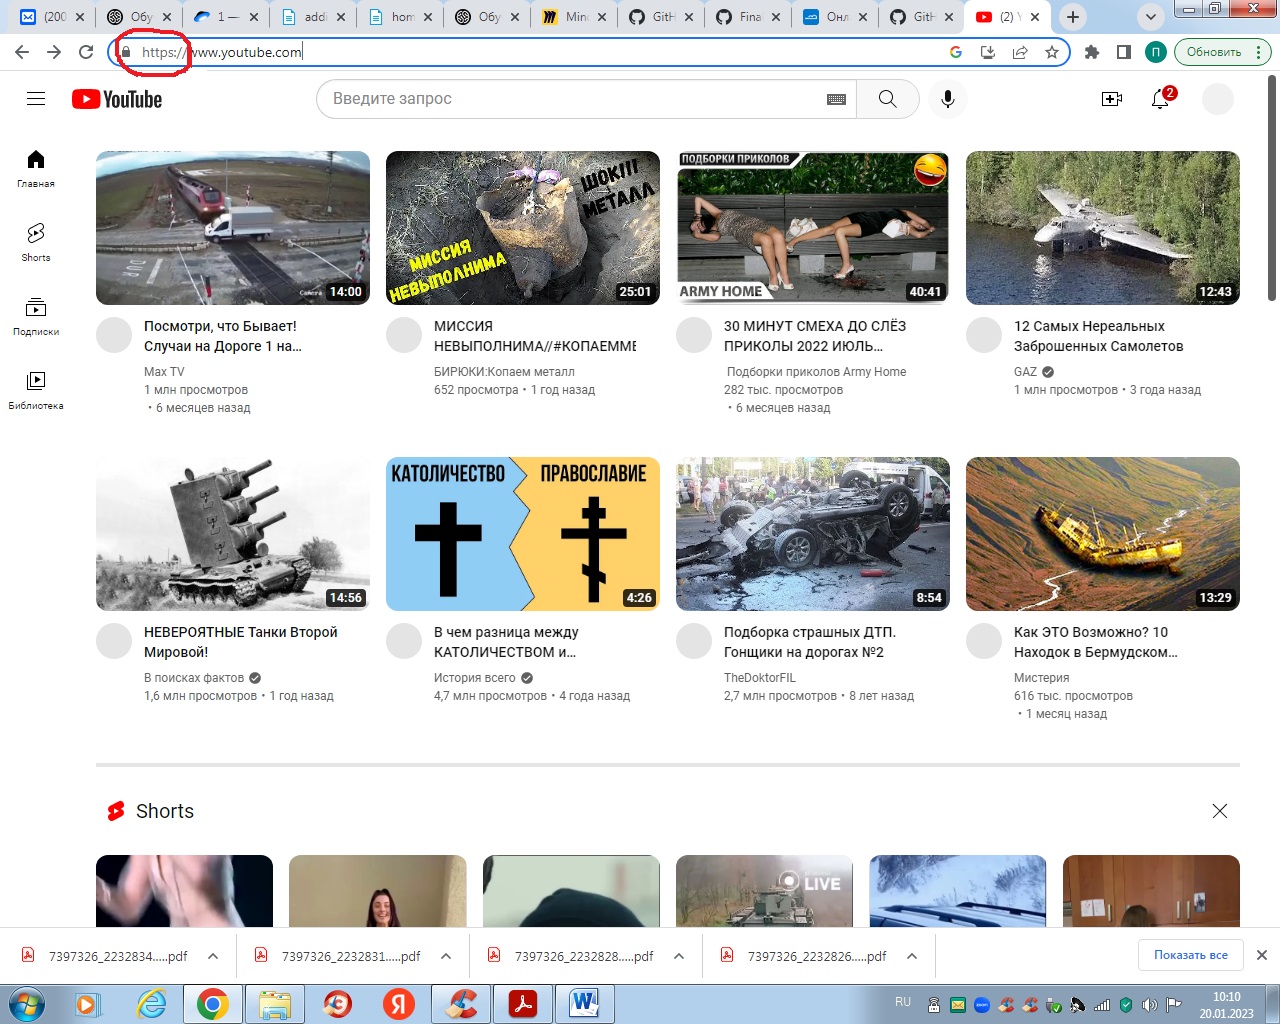 (200
Обу
1 —
addi
hom
Обу
Mind
GitH
Fina
Онл
GitH
(2) Y
https://www.youtube.com
П
Обновить
YouTube
Введите запрос
2
Главная
Shorts
Подписки
Библиотека
Camera
14:00
Посмотри, что Бывает!
Случаи на Дороге 1 на…
Max TV
1 млн просмотров
• 6 месяцев назад
ШОК!!!
МЕТАЛЛ
МИССИЯ
НЕВЫПОЛНИМА
25:01
МИССИЯ
НЕВЫПОЛНИМА//#КОПАЕММЕ
БИРЮКИ:Копаем металл
652 просмотра • 1 год назад
ПОДБОРКИ ПРИКОЛОВ
ARMY HOME
40:41
30 МИНУТ СМЕХА ДО СЛЁЗ
ПРИКОЛЫ 2022 ИЮЛЬ…
Подборки приколов Army Home
282 тыс. просмотров
• 6 месяцев назад
12:43
12 Самых Нереальных
Заброшенных Самолетов
GAZ
1 млн просмотров • 3 года назад
14:56
НЕВЕРОЯТНЫЕ Танки Второй
Мировой!
В поисках фактов
1,6 млн просмотров • 1 год назад
КАТОЛИЧЕСТВО
ПРАВОСЛАВИЕ
4:26
В чем разница между
КАТОЛИЧЕСТВОМ и…
История всего
4,7 млн просмотров • 4 года назад
8:54
Подборка страшных ДТП.
Гонщики на дорогах №2
TheDoktorFIL
2,7 млн просмотров • 8 лет назад
13:29
Как ЭТО Возможно? 10
Находок в Бермудском…
Мистерия
616 тыс. просмотров
• 1 месяц назад
Shorts
LIVE
7397326_2232834.....pdf
7397326_2232831.....pdf
7397326_2232828.....pdf
7397326_2232826.....pdf
Показать все
RU
10:10
20.01.2023